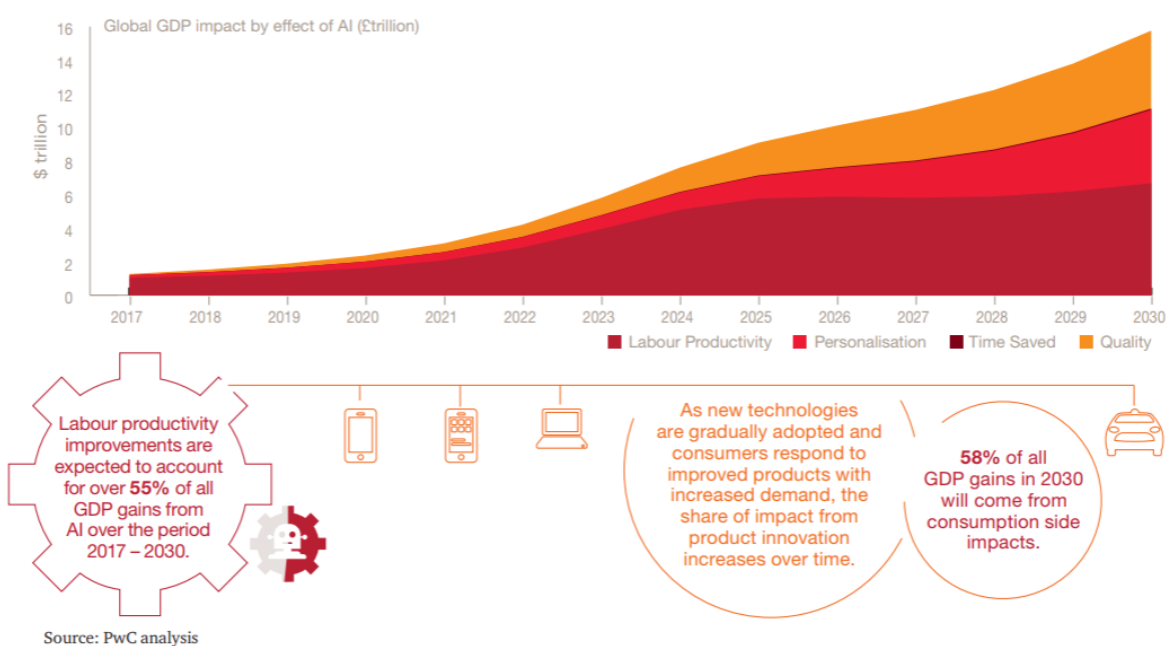 Global GDP impact by effect of AI (£trillion)
$ trillion
16
14
12
10
8
6
4
2
0
2017 2018 2019 2020 2021 2022 2023 2024 2025 2026 2027 2028 2029 2030
Labour Productivity Personalisation Time Saved Quality
Labour productivity
improvements are
expected to account
for over 55% of all
GDP gains from
AI over the period
2017 – 2030.
As new technologies
are gradually adopted and
consumers respond to
improved products with
increased demand, the
share of impact from
product innovation
increases over time.
58% of all
GDP gains in 2030
will come from
consumption side
impacts.
Source: PwC analysis